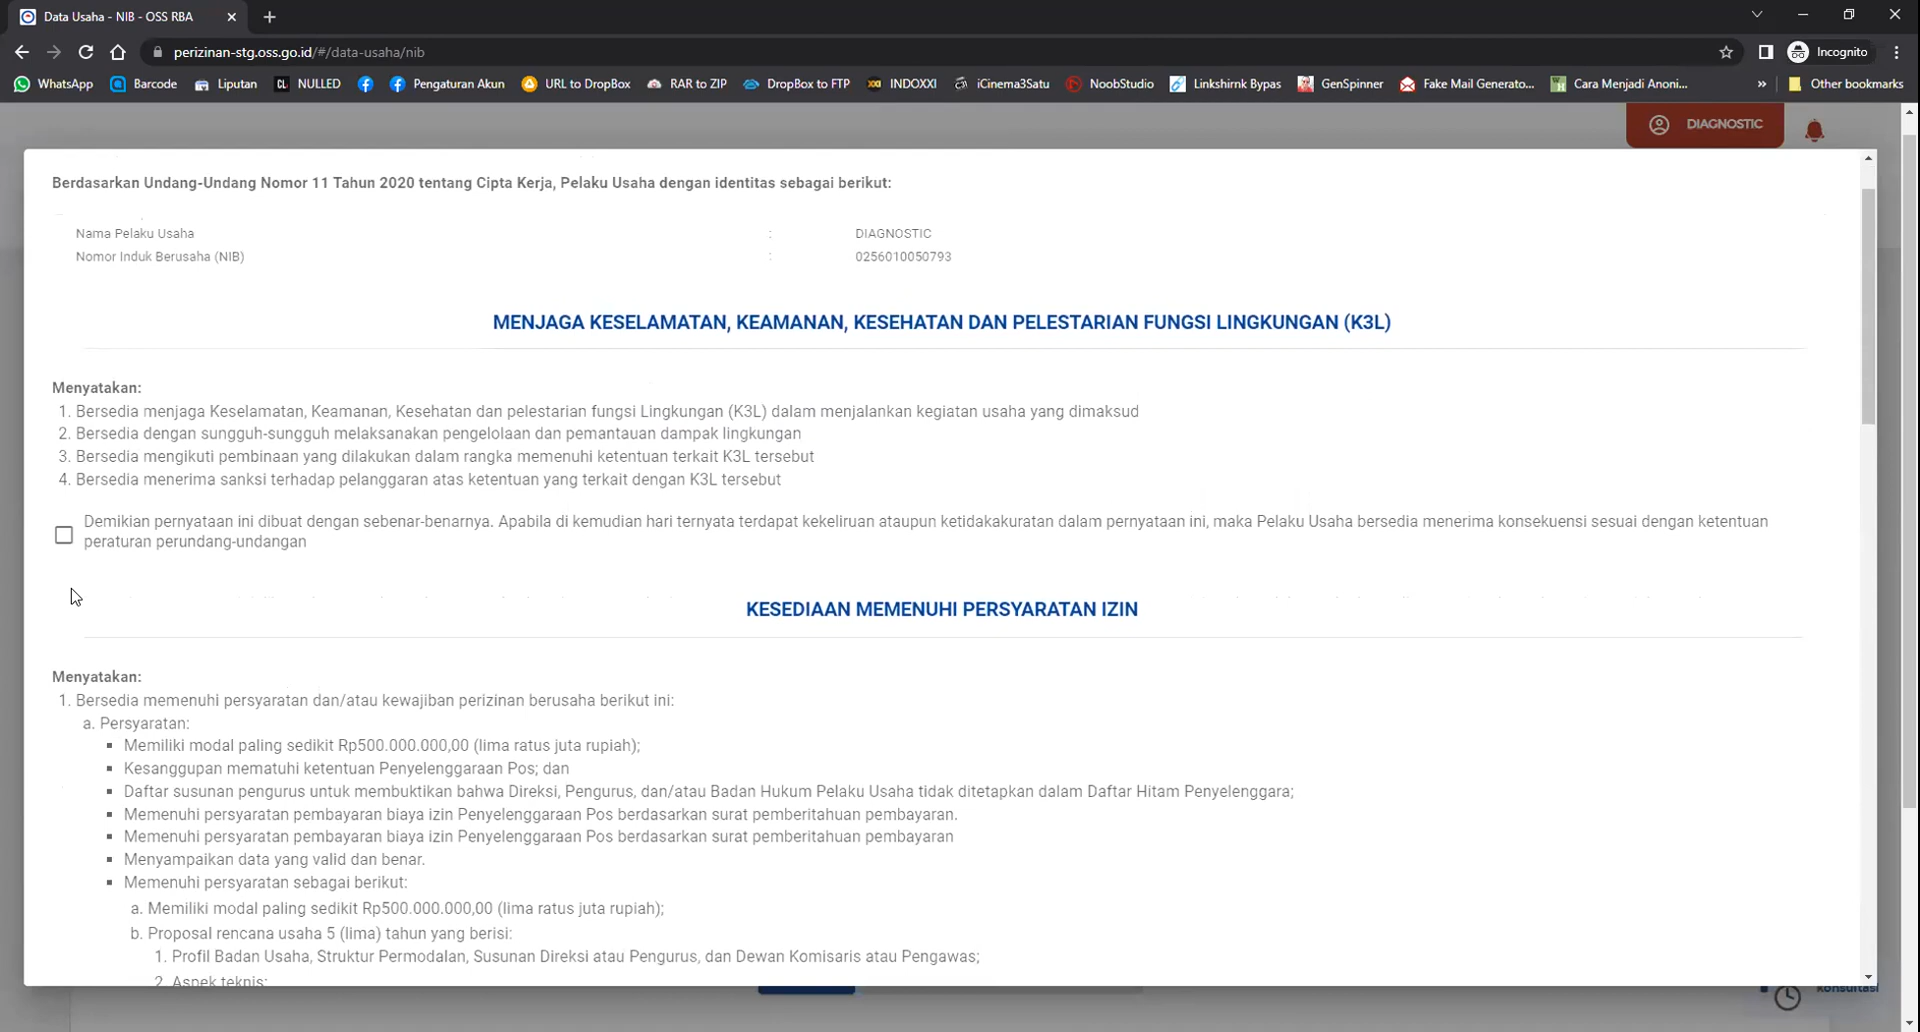 Data Usaha - NIB - OSS RBA
perizinan-stg.oss.go.id/#/data-usaha/nib
Incognito
WhatsApp
Barcode
Liputan
NULLED
Pengaturan Akun
URL to DropBox
RAR to ZIP
DropBox to FTP
INDOXXI
iCinema3Satu
NoobStudio
Linkshirnk Bypas
GenSpinner
Fake Mail Generato...
Cara Menjadi Anoni...
»
Other bookmarks
DIAGNOSTIC
Berdasarkan Undang-Undang Nomor 11 Tahun 2020 tentang Cipta Kerja, Pelaku Usaha dengan identitas sebagai berikut:
Nama Pelaku Usaha : DIAGNOSTIC
Nomor Induk Berusaha (NIB) : 0256010050793
MENJAGA KESELAMATAN, KEAMANAN, KESEHATAN DAN PELESTARIAN FUNGSI LINGKUNGAN (K3L)
Menyatakan:
1. Bersedia menjaga Keselamatan, Keamanan, Kesehatan dan pelestarian fungsi Lingkungan (K3L) dalam menjalankan kegiatan usaha yang dimaksud
2. Bersedia dengan sungguh-sungguh melaksanakan pengelolaan dan pemantauan dampak lingkungan
3. Bersedia mengikuti pembinaan yang dilakukan dalam rangka memenuhi ketentuan terkait K3L tersebut
4. Bersedia menerima sanksi terhadap pelanggaran atas ketentuan yang terkait dengan K3L tersebut
Demikian pernyataan ini dibuat dengan sebenar-benarnya. Apabila di kemudian hari ternyata terdapat kekeliruan ataupun ketidakakuratan dalam pernyataan ini, maka Pelaku Usaha bersedia menerima konsekuensi sesuai dengan ketentuan
peraturan perundang-undangan
KESEDIAAN MEMENUHI PERSYARATAN IZIN
Menyatakan:
1. Bersedia memenuhi persyaratan dan/atau kewajiban perizinan berusaha berikut ini:
a. Persyaratan:
▪ Memiliki modal paling sedikit Rp500.000.000,00 (lima ratus juta rupiah);
▪ Kesanggupan mematuhi ketentuan Penyelenggaraan Pos; dan
▪ Daftar susunan pengurus untuk membuktikan bahwa Direksi, Pengurus, dan/atau Badan Hukum Pelaku Usaha tidak ditetapkan dalam Daftar Hitam Penyelenggara;
▪ Memenuhi persyaratan pembayaran biaya izin Penyelenggaraan Pos berdasarkan surat pemberitahuan pembayaran.
▪ Memenuhi persyaratan pembayaran biaya izin Penyelenggaraan Pos berdasarkan surat pemberitahuan pembayaran
▪ Menyampaikan data yang valid dan benar.
▪ Memenuhi persyaratan sebagai berikut:
a. Memiliki modal paling sedikit Rp500.000.000,00 (lima ratus juta rupiah);
b. Proposal rencana usaha 5 (lima) tahun yang berisi:
1. Profil Badan Usaha, Struktur Permodalan, Susunan Direksi atau Pengurus, dan Dewan Komisaris atau Pengawas;
2. Aspek teknis;
konsultasi